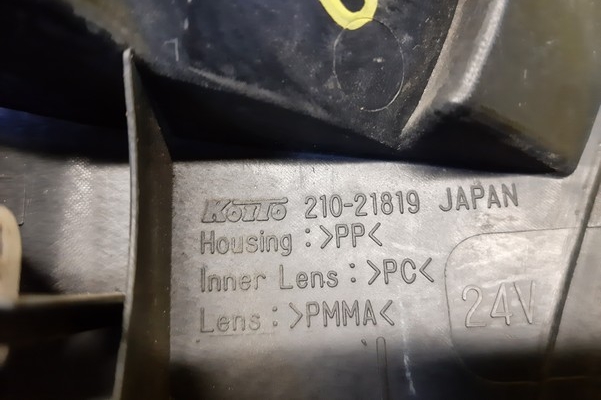 KOITO 210-21819 JAPAN
Housing : >PP<
Inner Lens : >PC<
Lens : >PMMA<
24V